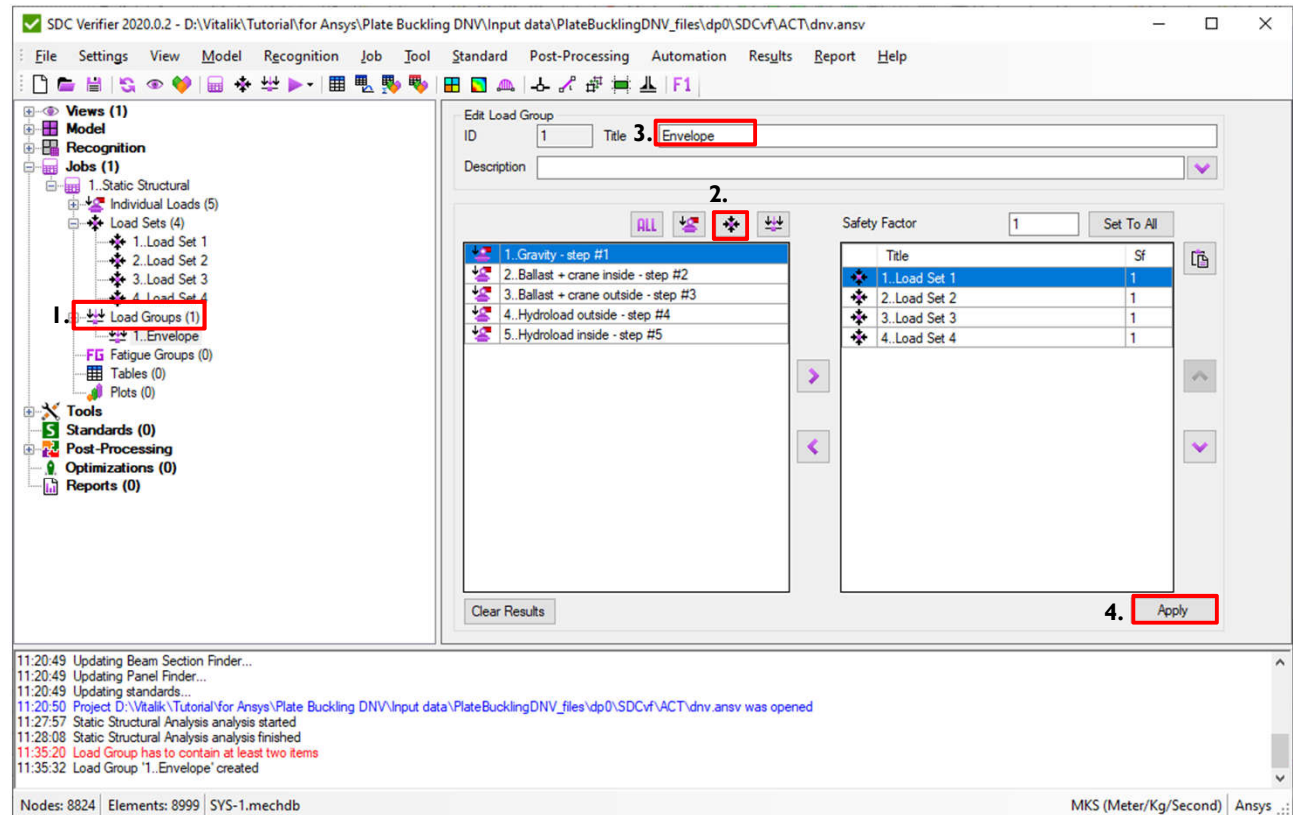 SDC Verifier 2020.0.2 - D:\Vitalik\Tutorial\for Ansys\Plate Buckling DNV\Input data\PlateBucklingDNV_files\dp0\SDCvf\ACT\dnv.ansv
File Settings View Model Recognition Job Tool Standard Post-Processing Automation Results Report Help
F1
Views (1)
Model
Recognition
Jobs (1)
1..Static Structural
Individual Loads (5)
Load Sets (4)
1..Load Set 1
2..Load Set 2
3..Load Set 3
4..Load Set 4
1. Load Groups (1)
1..Envelope
FG Fatigue Groups (0)
Tables (0)
Plots (0)
Tools
S Standards (0)
Post-Processing
Optimizations (0)
Reports (0)
Edit Load Group
ID 1 Title 3. Envelope
Description
2.
ALL
1..Gravity - step #1
2..Ballast + crane inside - step #2
3..Ballast + crane outside - step #3
4..Hydroload outside - step #4
5..Hydroload inside - step #5
Clear Results
Safety Factor 1 Set To All
Title Sf
1..Load Set 1 1
2..Load Set 2 1
3..Load Set 3 1
4..Load Set 4 1
4. Apply
11:20:49 Updating Beam Section Finder...
11:20:49 Updating Panel Finder...
11:20:49 Updating standards...
11:20:50 Project D:\Vitalik\Tutorial\for Ansys\Plate Buckling DNV\Input data\PlateBucklingDNV_files\dp0\SDCvf\ACT\dnv.ansv was opened
11:27:57 Static Structural Analysis analysis started
11:28:08 Static Structural Analysis analysis finished
11:35:20 Load Group has to contain at least two items
11:35:32 Load Group '1..Envelope' created
Nodes: 8824 Elements: 8999 SYS-1.mechdb MKS (Meter/Kg/Second) Ansys